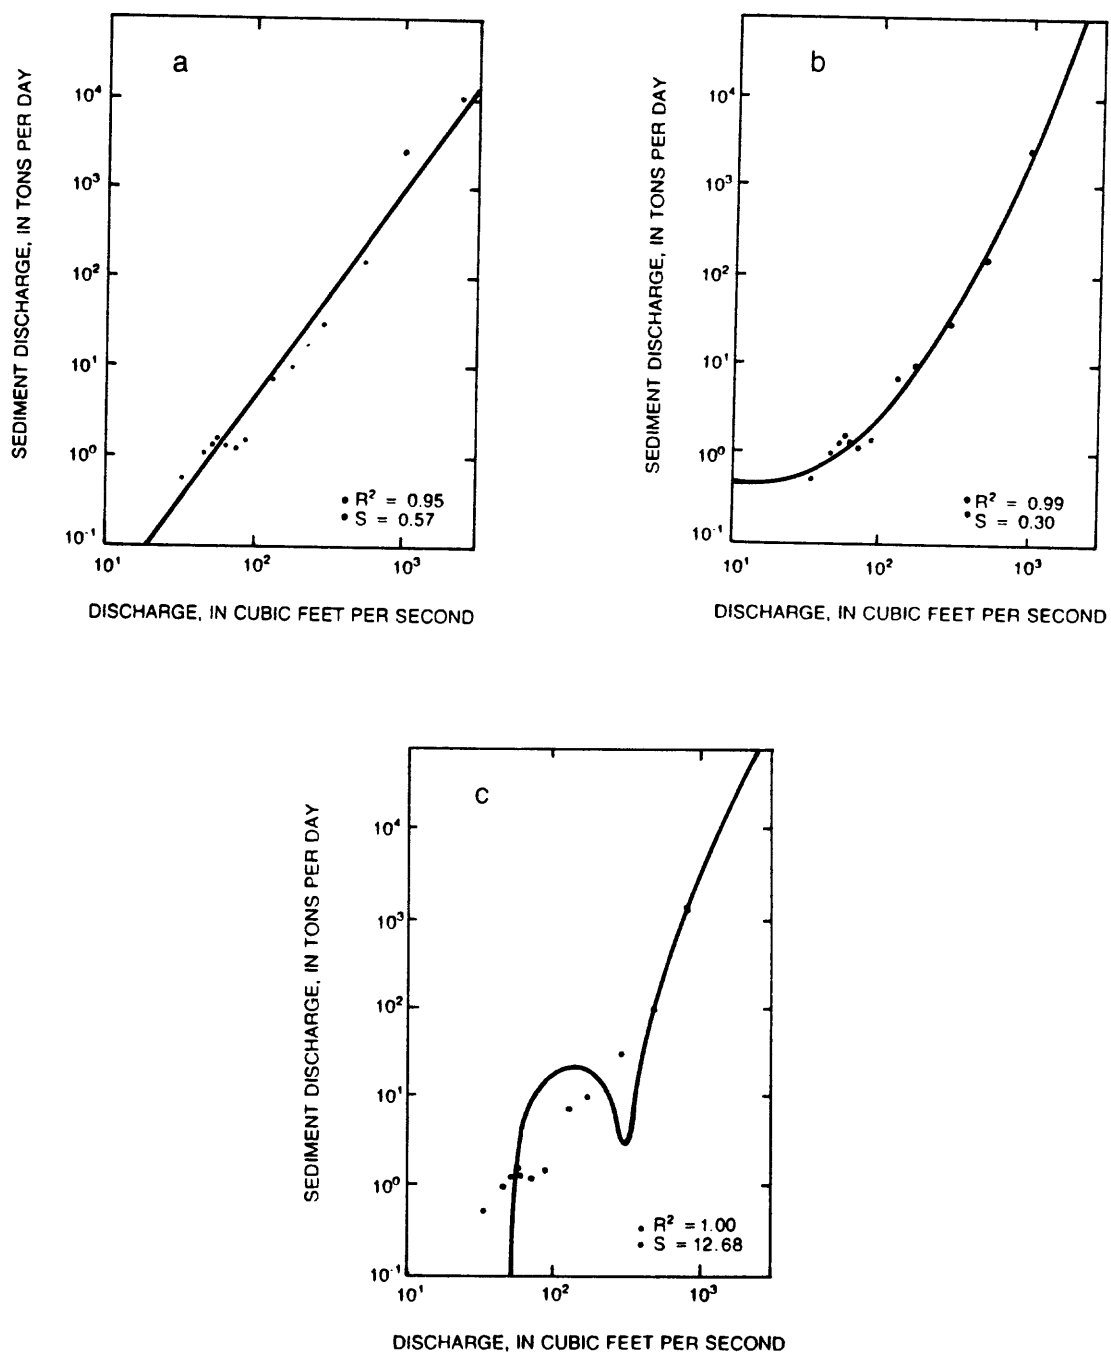 a
SEDIMENT DISCHARGE, IN TONS PER DAY
10⁴
10³
10²
10¹
10⁰
10⁻¹
• R² = 0.95
• S = 0.57
10¹ 10² 10³
DISCHARGE, IN CUBIC FEET PER SECOND
b
SEDIMENT DISCHARGE, IN TONS PER DAY
10⁴
10³
10²
10¹
10⁰
10⁻¹
• R² = 0.99
• S = 0.30
10¹ 10² 10³
DISCHARGE, IN CUBIC FEET PER SECOND
c
SEDIMENT DISCHARGE, IN TONS PER DAY
10⁴
10³
10²
10¹
10⁰
10⁻¹
• R² = 1.00
• S = 12.68
10¹ 10² 10³
DISCHARGE, IN CUBIC FEET PER SECOND